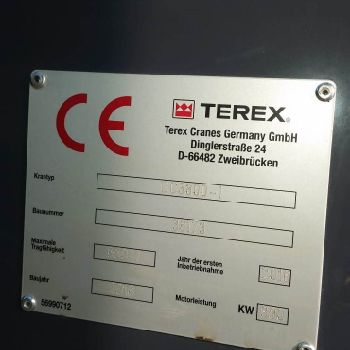 CE
TEREX®
Terex Cranes Germany GmbH
Dinglerstraße 24
D-66482 Zweibrücken
Krantyp
Baunummer
Maximale
Tragfähigkeit
Jahr der ersten
Inbetriebnahme
Baujahr
Motorleistung
KW
55990712